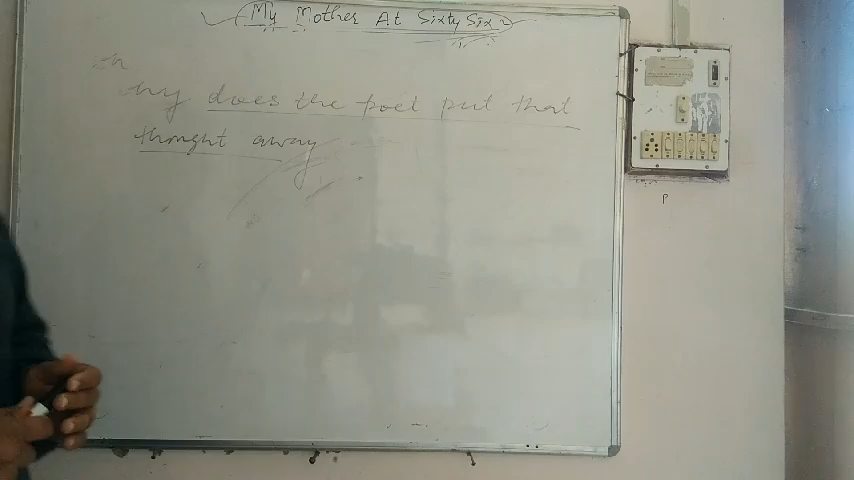 My Mother At Sixty Six
why does the poet put that
thought away